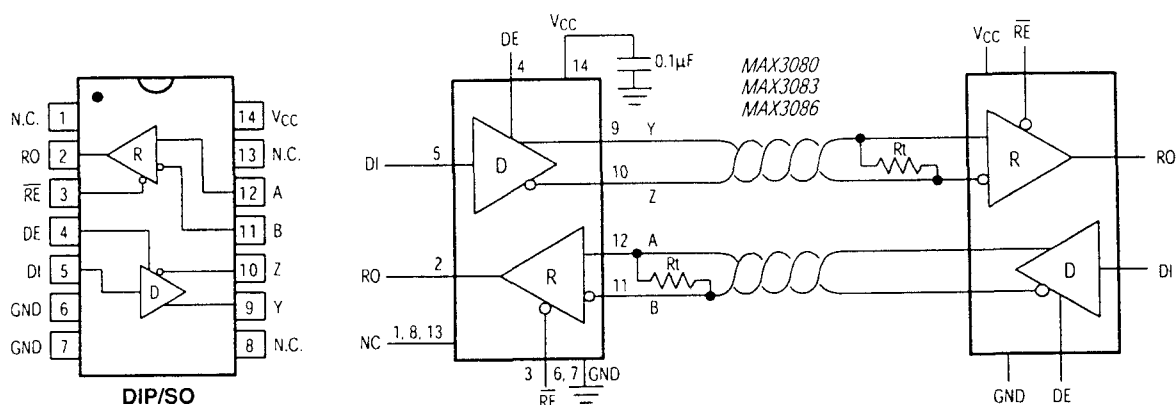 N.C. 1
RO 2
RE 3
DE 4
DI 5
GND 6
GND 7
14 VCC
13 N.C.
12 A
11 B
10 Z
9 Y
8 N.C.
R
D
DIP/SO
DE
4
VCC
14
0.1µF
MAX3080
MAX3083
MAX3086
DI 5
D
9 Y
10
Z
Rt
RO 2
R
12 A
Rt
11
B
NC 1, 8, 13
3
RE
6, 7 GND
VCC RE
R
RO
D
DI
GND DE